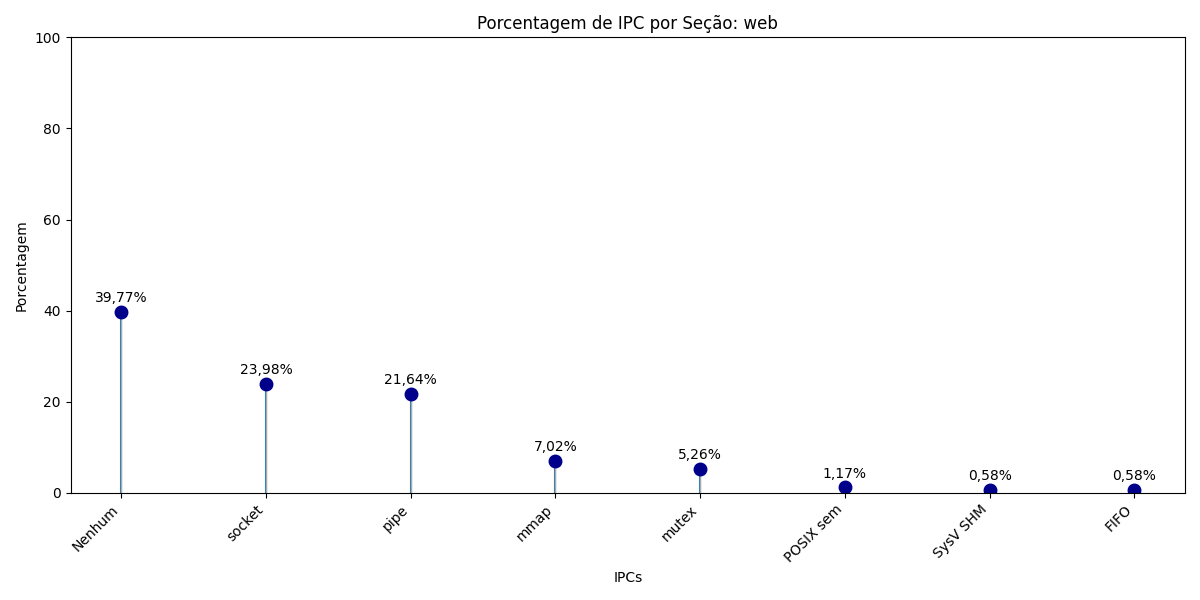 Porcentagem de IPC por Seção: web
100
80
60
40
20
0
Porcentagem
39,77%
23,98%
21,64%
7,02%
5,26%
1,17%
0,58%
0,58%
Nenhum
socket
pipe
mmap
mutex
POSIX sem
SysV SHM
FIFO
IPCs